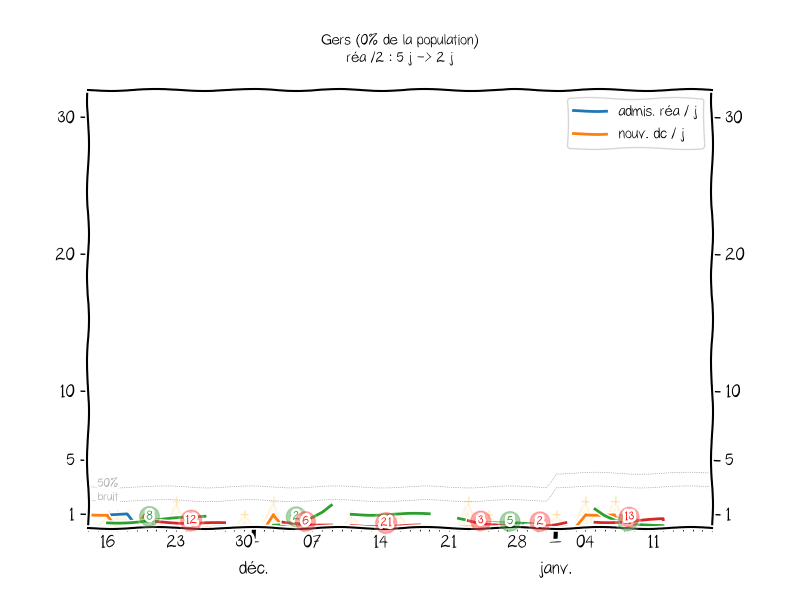 Gers (0% de la population)
réa /2 : 5 j -> 2 j
admis. réa / j
nouv. dc / j
30 30
20 20
10 10
5 5
50%
bruit
1 1
8 12 2 6 21 3 5 2 13
16 23 30 07 14 21 28 04 11
déc. janv.